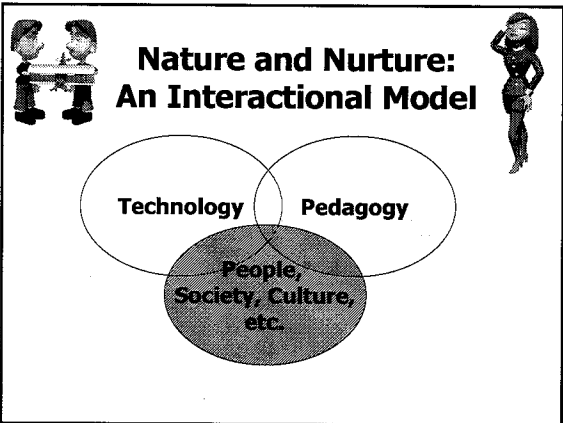 Nature and Nurture:
An Interactional Model
Technology
Pedagogy
People,
Society, Culture,
etc.